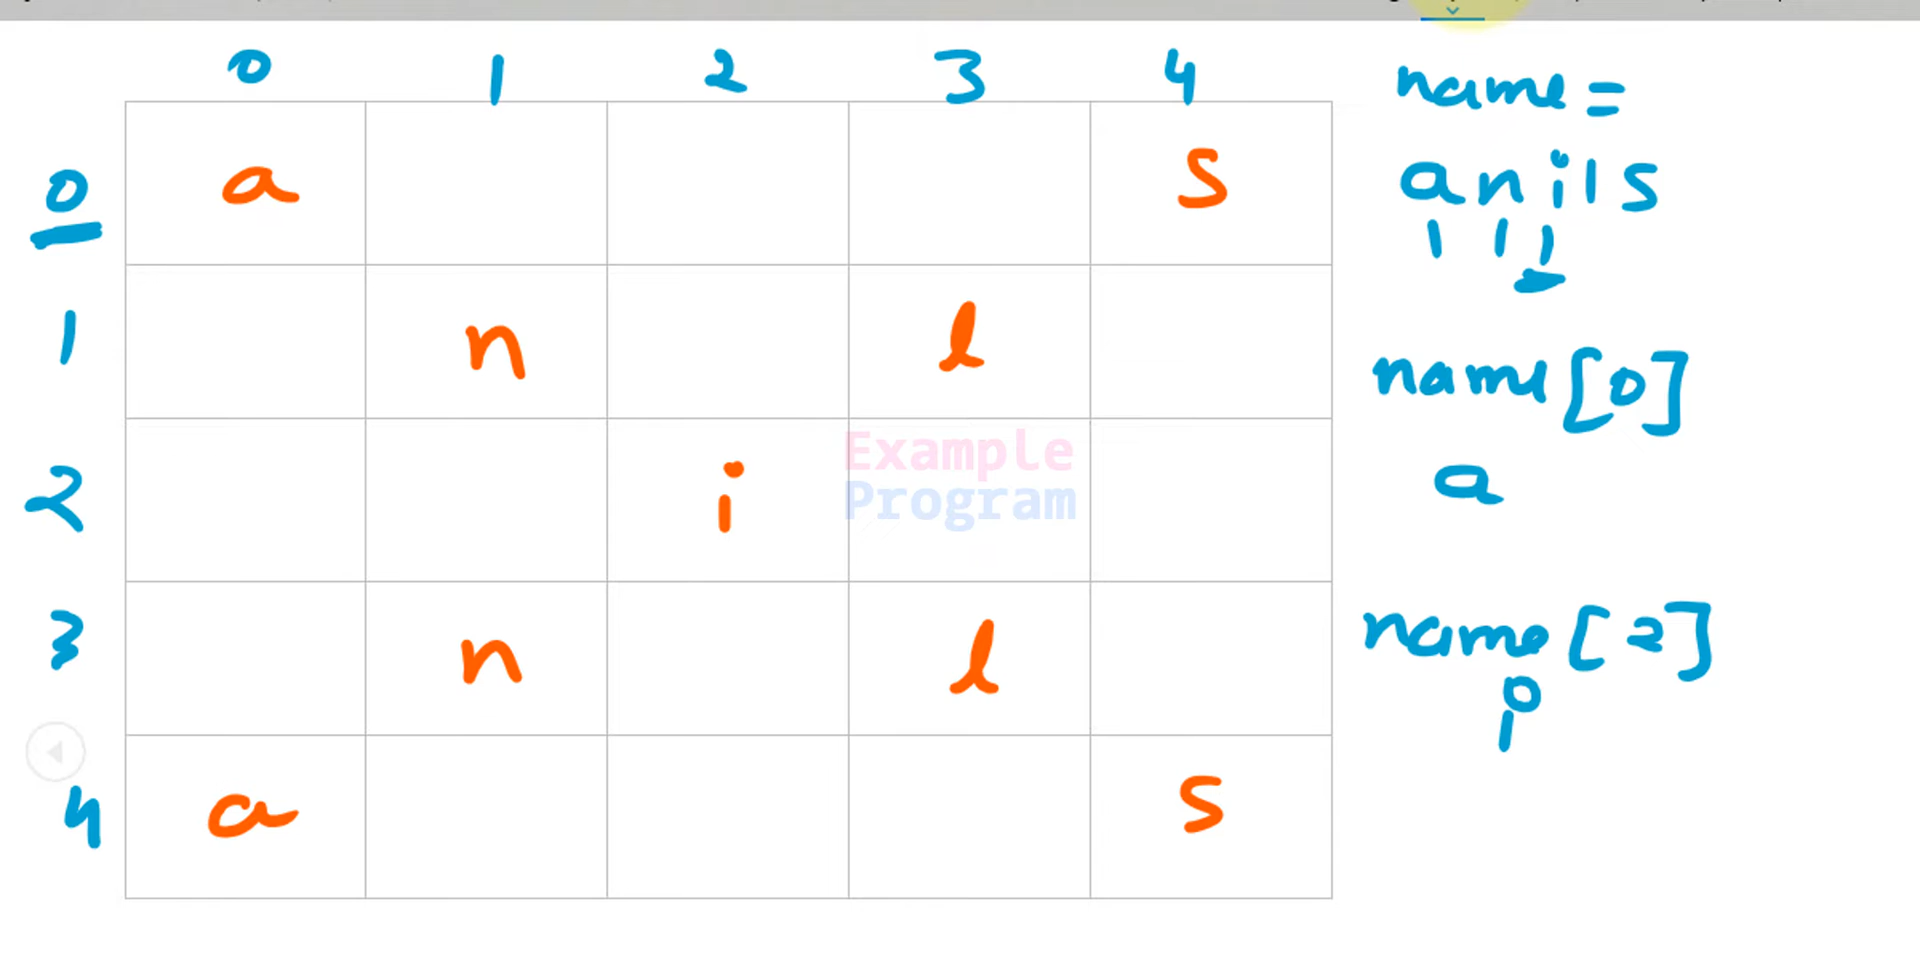 0 1 2 3 4 name =
0 a s anils
1 n l name[0]
2 i a
Example
Program
3 n l name[2]
i
4 a s